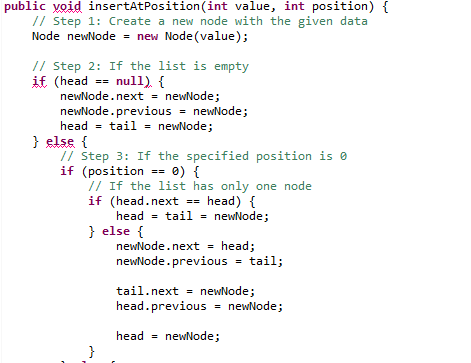 public void insertAtPosition(int value, int position) {
// Step 1: Create a new node with the given data
Node newNode = new Node(value);
// Step 2: If the list is empty
if (head == null) {
newNode.next = newNode;
newNode.previous = newNode;
head = tail = newNode;
} else {
// Step 3: If the specified position is 0
if (position == 0) {
// If the list has only one node
if (head.next == head) {
head = tail = newNode;
} else {
newNode.next = head;
newNode.previous = tail;
tail.next = newNode;
head.previous = newNode;
head = newNode;
}